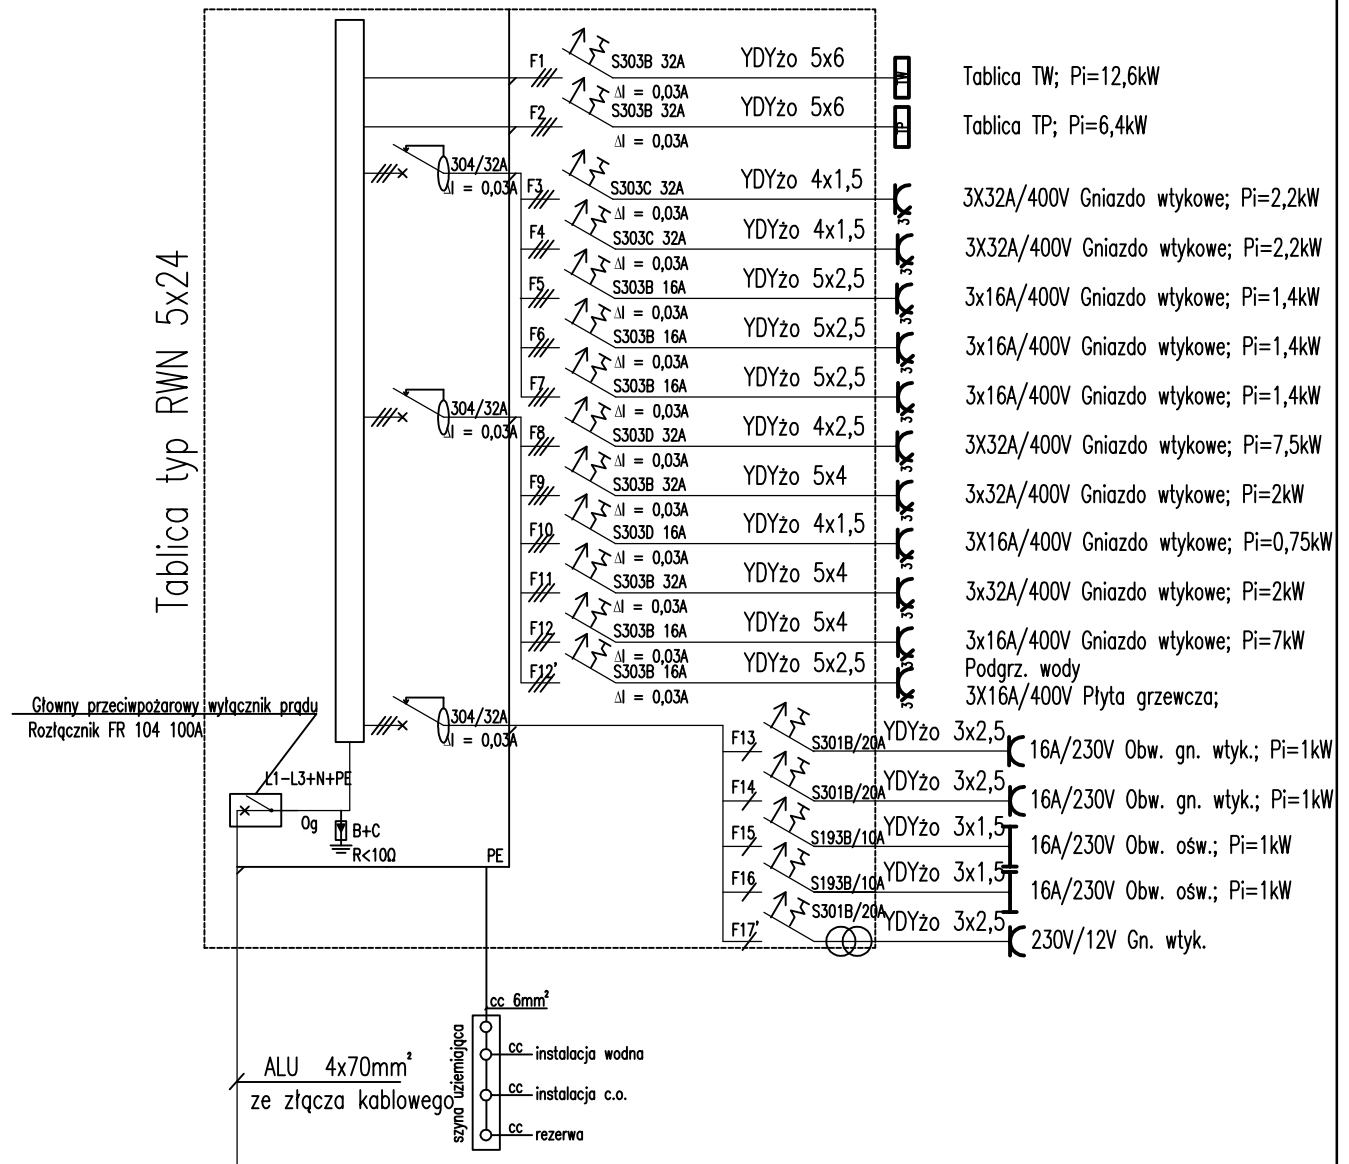 Tablica typ RWN 5x24
F1
S303B 32A
YDYżo 5x6
TW
Tablica TW; Pi=12,6kW
ΔI = 0,03A
F2
S303B 32A
YDYżo 5x6
TP
Tablica TP; Pi=6,4kW
ΔI = 0,03A
304/32A
ΔI = 0,03A
F3
S303C 32A
YDYżo 4x1,5
3X
3X32A/400V Gniazdo wtykowe; Pi=2,2kW
ΔI = 0,03A
F4
S303C 32A
YDYżo 4x1,5
3X
3X32A/400V Gniazdo wtykowe; Pi=2,2kW
ΔI = 0,03A
F5
S303B 16A
YDYżo 5x2,5
3X
3x16A/400V Gniazdo wtykowe; Pi=1,4kW
ΔI = 0,03A
F6
S303B 16A
YDYżo 5x2,5
3X
3x16A/400V Gniazdo wtykowe; Pi=1,4kW
ΔI = 0,03A
F7
S303B 16A
YDYżo 5x2,5
3X
3x16A/400V Gniazdo wtykowe; Pi=1,4kW
ΔI = 0,03A
304/32A
ΔI = 0,03A
F8
S303D 32A
YDYżo 4x2,5
3X
3X32A/400V Gniazdo wtykowe; Pi=7,5kW
ΔI = 0,03A
F9
S303B 32A
YDYżo 5x4
3X
3x32A/400V Gniazdo wtykowe; Pi=2kW
ΔI = 0,03A
F10
S303D 16A
YDYżo 4x1,5
3X
3X16A/400V Gniazdo wtykowe; Pi=0,75kW
ΔI = 0,03A
F11
S303B 32A
YDYżo 5x4
3X
3x32A/400V Gniazdo wtykowe; Pi=2kW
ΔI = 0,03A
F12
S303B 16A
YDYżo 5x4
3X
3x16A/400V Gniazdo wtykowe; Pi=7kW
Podgrz. wody
ΔI = 0,03A
F12'
S303B 16A
YDYżo 5x2,5
3X
3X16A/400V Płyta grzewcza;
ΔI = 0,03A
Głowny przeciwpożarowy wyłącznik prądu
Rozłącznik FR 104 100A
304/32A
ΔI = 0,03A
F13
S301B/20A
YDYżo 3x2,5
16A/230V Obw. gn. wtyk.; Pi=1kW
F14
S301B/20A
YDYżo 3x2,5
16A/230V Obw. gn. wtyk.; Pi=1kW
F15
S193B/10A
YDYżo 3x1,5
16A/230V Obw. ośw.; Pi=1kW
F16
S193B/10A
YDYżo 3x1,5
16A/230V Obw. ośw.; Pi=1kW
F17'
S301B/20A
YDYżo 3x2,5
230V/12V Gn. wtyk.
L1-L3+N+PE
Og
B+C
R<10Ω
PE
cc 6mm²
szyna uziemiająca
cc instalacja wodna
cc instalacja c.o.
cc rezerwa
ALU 4x70mm²
ze złącza kablowego